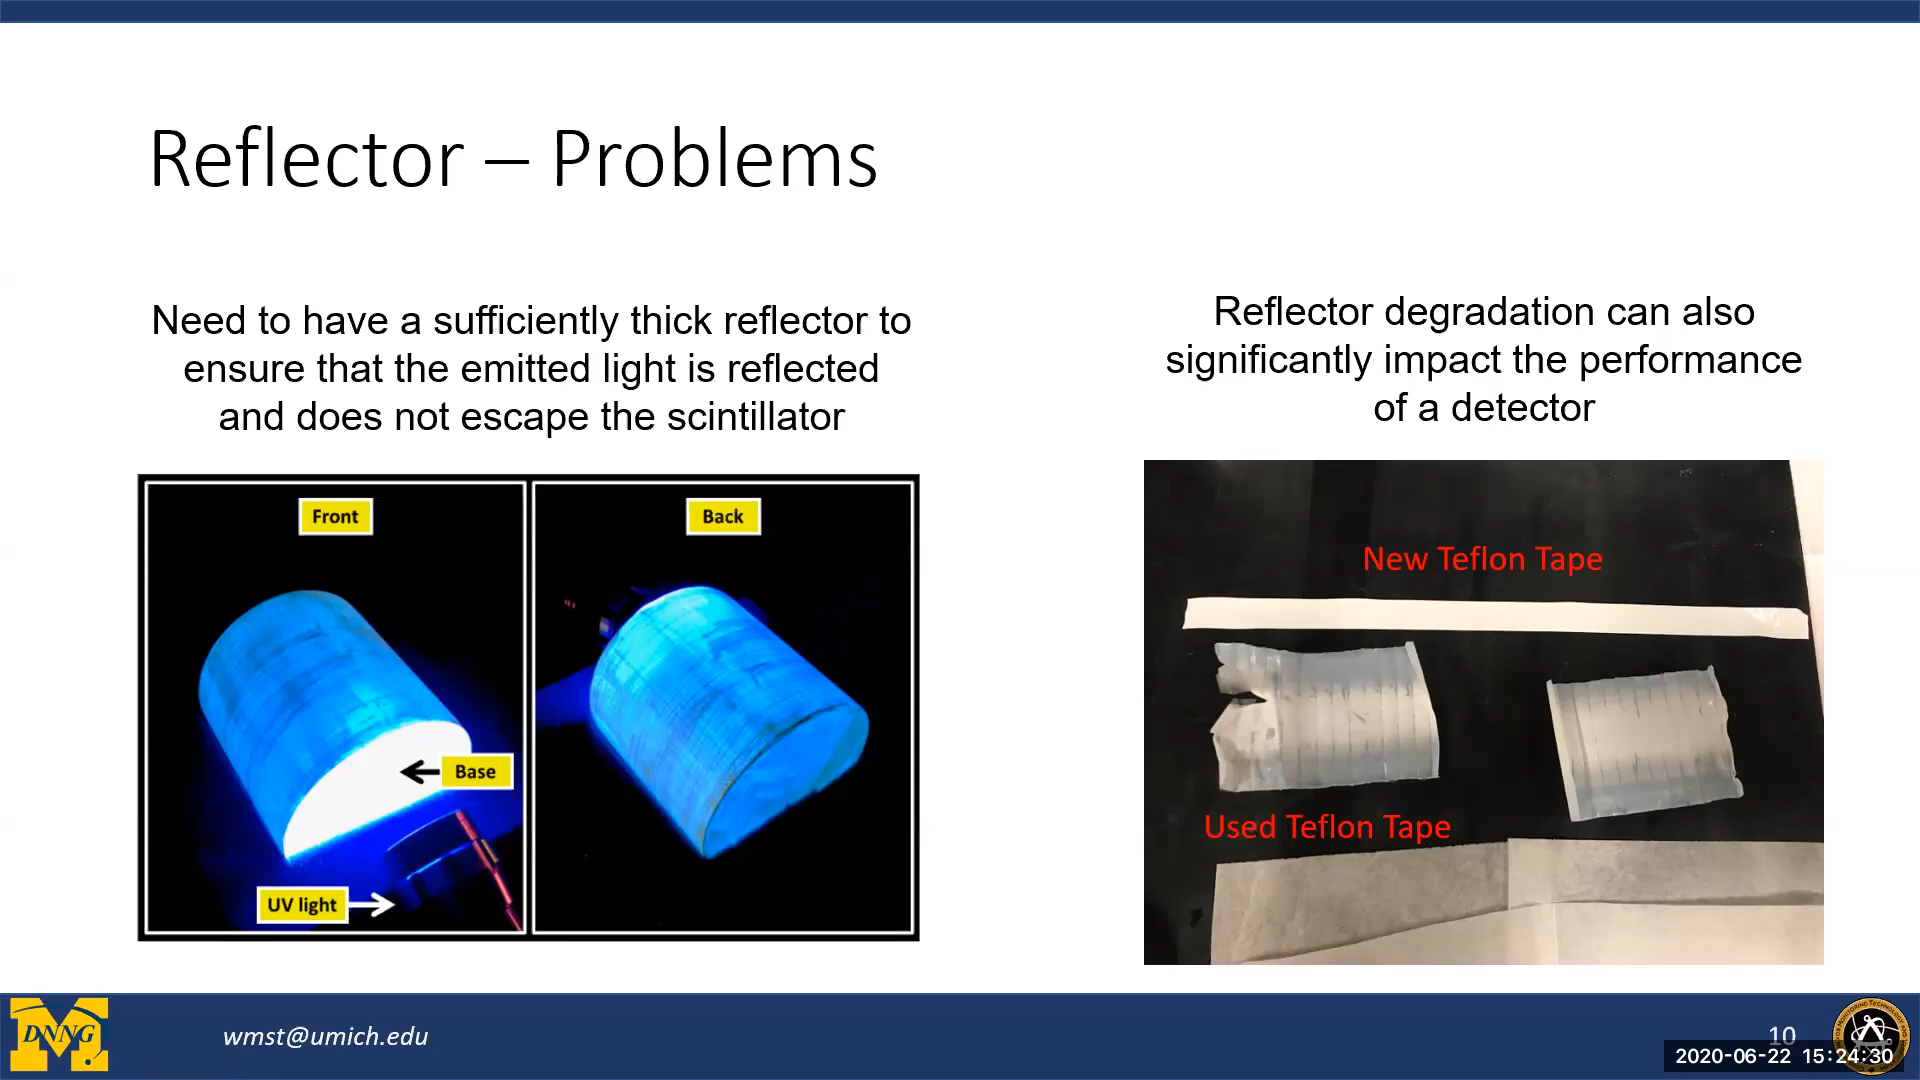 Reflector – Problems
Need to have a sufficiently thick reflector to
ensure that the emitted light is reflected
and does not escape the scintillator
Reflector degradation can also
significantly impact the performance
of a detector
Front
Back
Base
UV light
New Teflon Tape
Used Teflon Tape
DNNG
wmst@umich.edu
10
2020-06-22 15:24:30